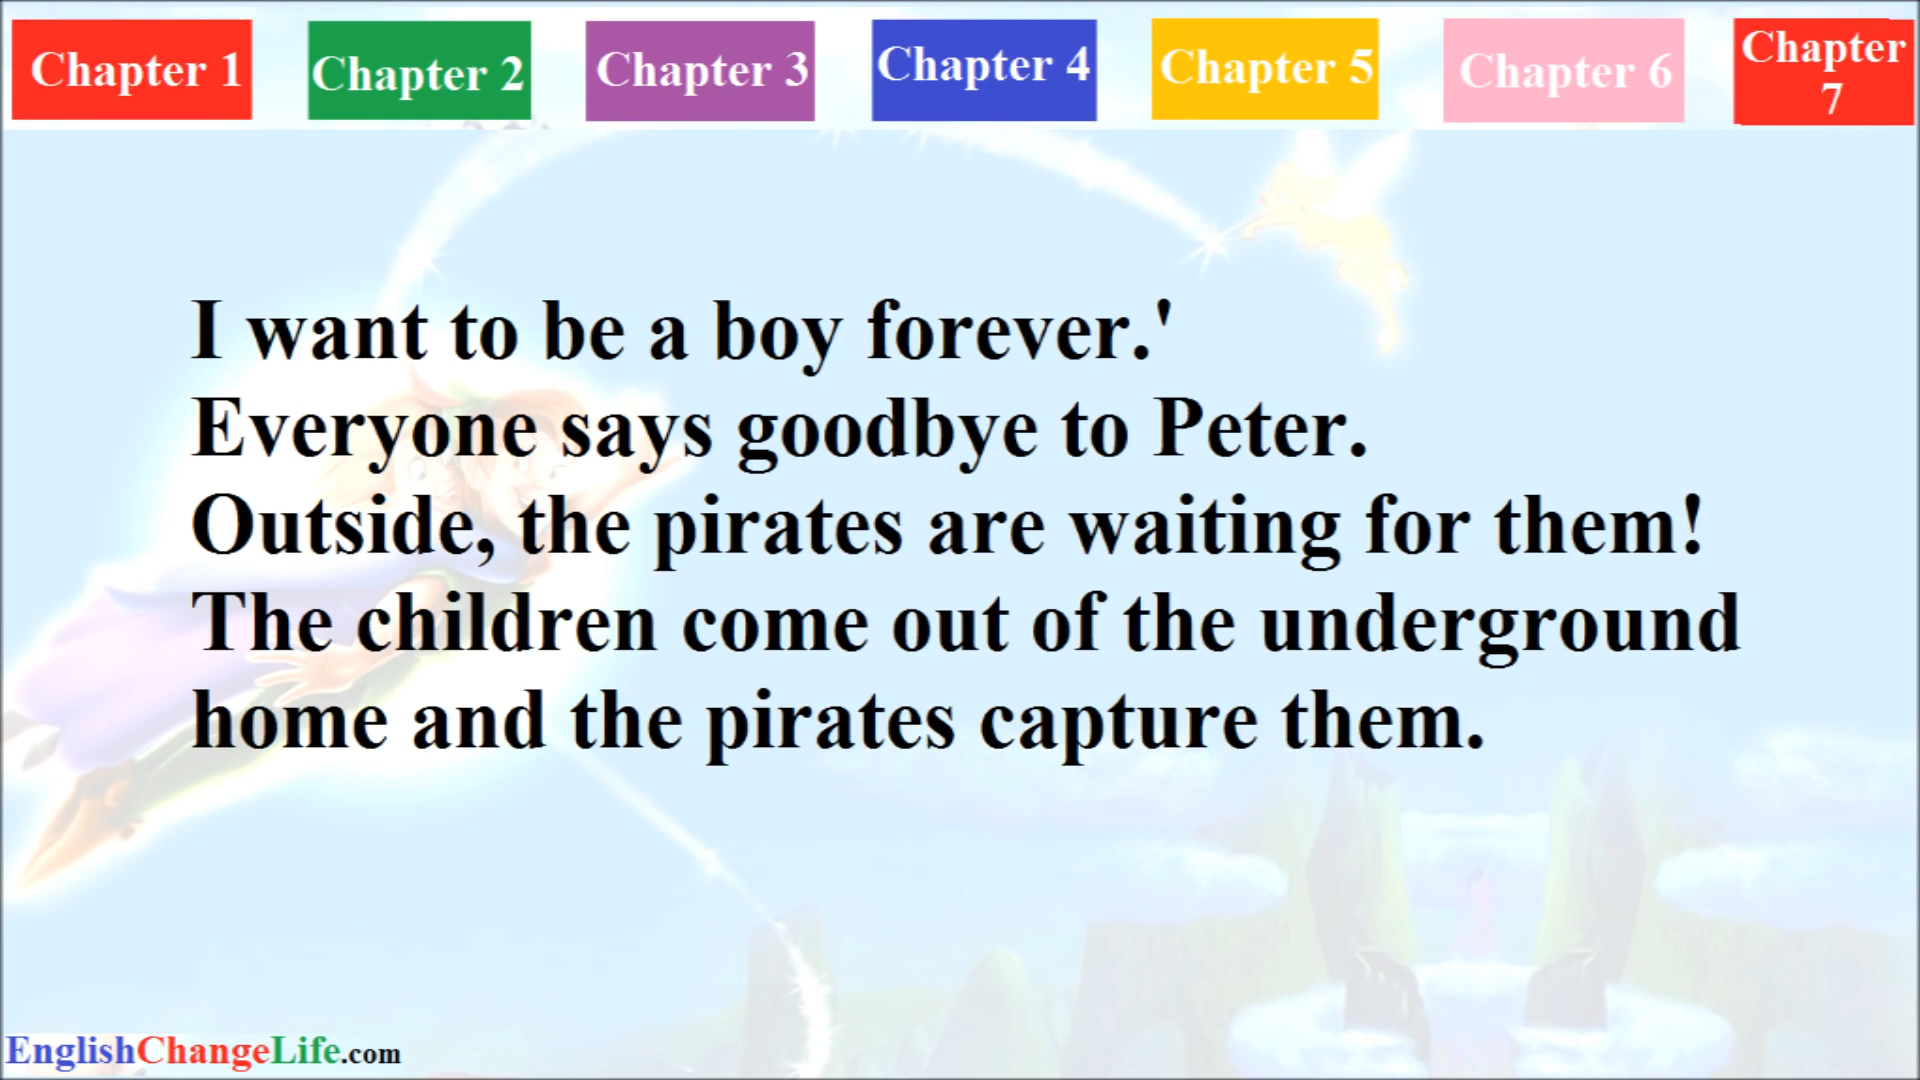 Chapter 1
Chapter 2
Chapter 3
Chapter 4
Chapter 5
Chapter 6
Chapter
7
I want to be a boy forever.'
Everyone says goodbye to Peter.
Outside, the pirates are waiting for them!
The children come out of the underground
home and the pirates capture them.
EnglishChangeLife.com